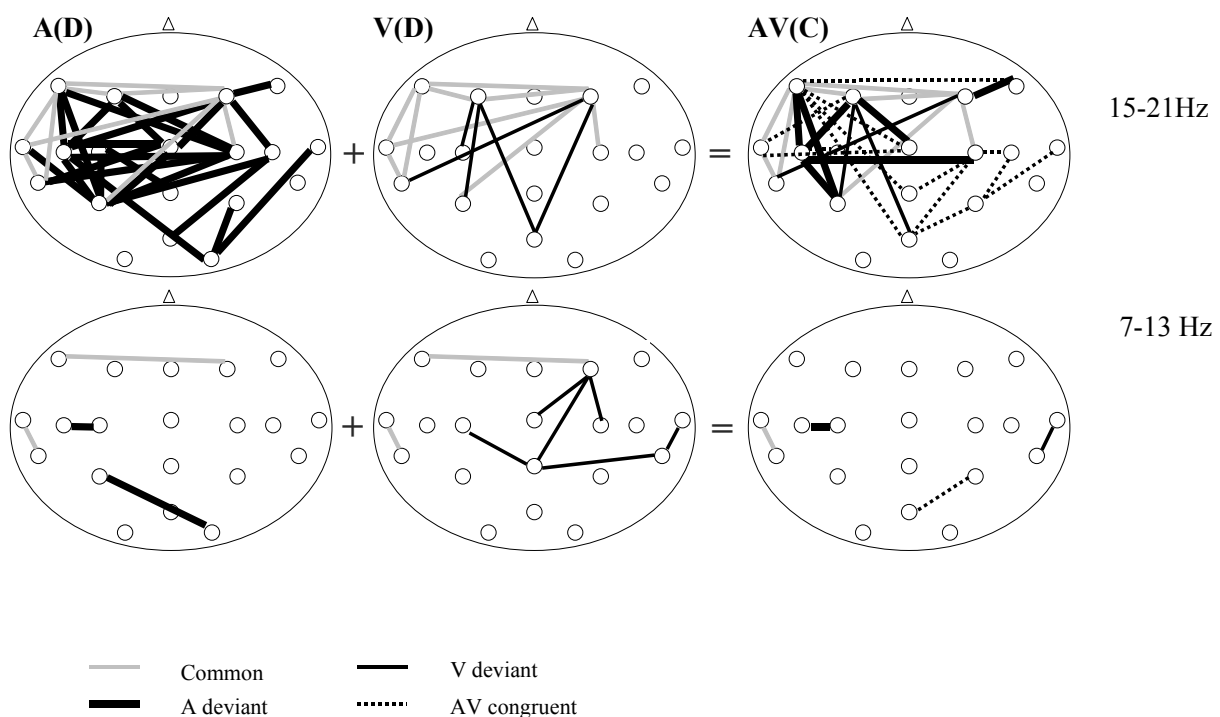 A(D) V(D) AV(C)
15-21Hz
+ =
7-13 Hz
+ =
Common V deviant
A deviant AV congruent